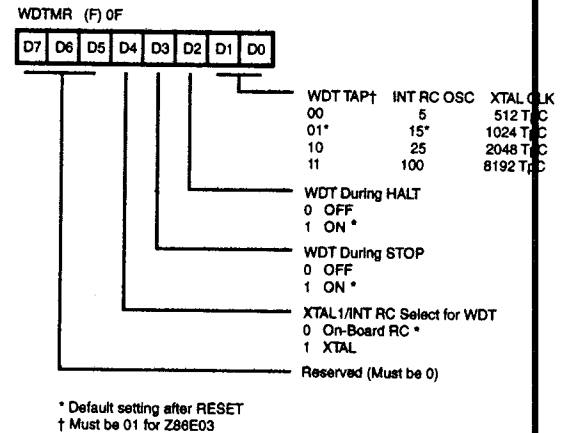 WDTMR (F) 0F
D7 D6 D5 D4 D3 D2 D1 D0
WDT TAP† INT RC OSC XTAL CLK
00 5 512 TpC
01* 15* 1024 TpC
10 25 2048 TpC
11 100 8192 TpC
WDT During HALT
0 OFF
1 ON *
WDT During STOP
0 OFF
1 ON *
XTAL1/INT RC Select for WDT
0 On-Board RC *
1 XTAL
Reserved (Must be 0)
* Default setting after RESET
† Must be 01 for Z86E03